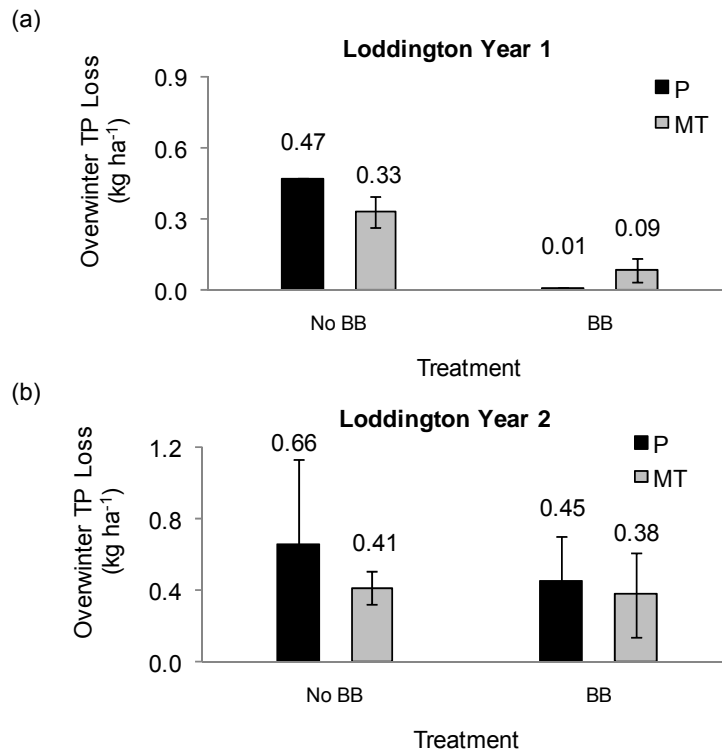 (a)
Loddington Year 1
Overwinter TP Loss
(kg ha⁻¹)
0.9
0.6
0.3
0.0
P
MT
0.47
0.33
0.01
0.09
No BB
BB
Treatment
(b)
Loddington Year 2
Overwinter TP Loss
(kg ha⁻¹)
1.2
0.8
0.4
0.0
P
MT
0.66
0.41
0.45
0.38
No BB
BB
Treatment